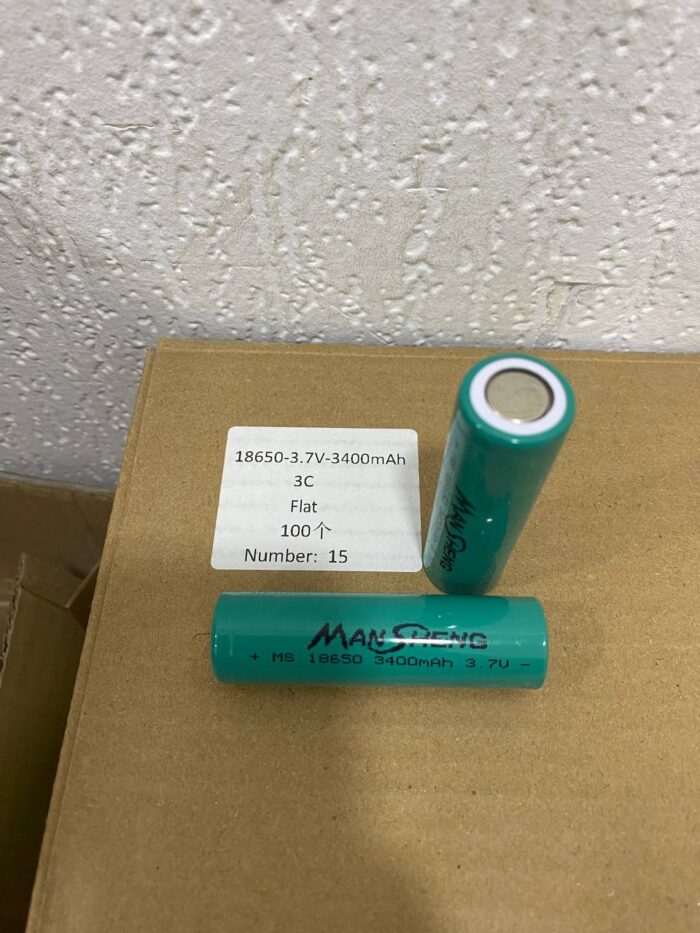 18650-3.7V-3400mAh
3C
Flat
100个
Number: 15
MANSHENG
MANSHENG
+ MS 18650 3400mAh 3.7V -